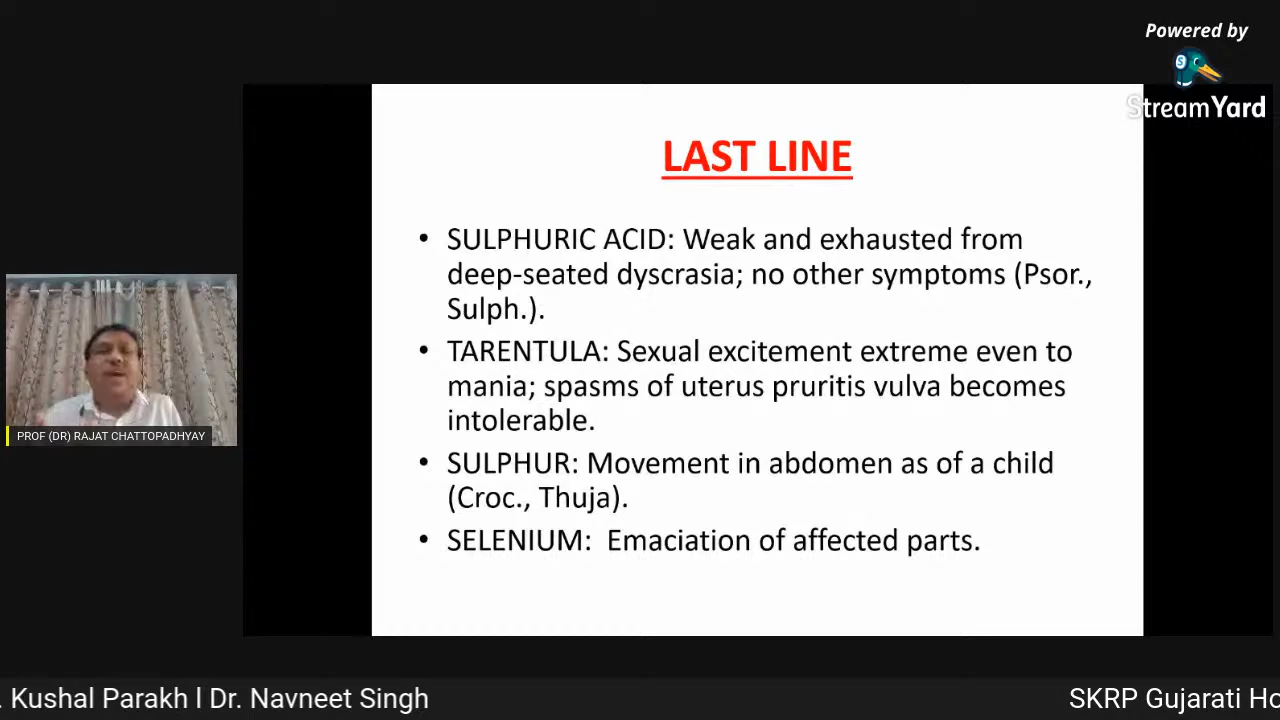 Powered by
StreamYard
LAST LINE
• SULPHURIC ACID: Weak and exhausted from
deep-seated dyscrasia; no other symptoms (Psor.,
Sulph.).
• TARENTULA: Sexual excitement extreme even to
mania; spasms of uterus pruritis vulva becomes
intolerable.
• SULPHUR: Movement in abdomen as of a child
(Croc., Thuja).
• SELENIUM: Emaciation of affected parts.
PROF (DR) RAJAT CHATTOPADHYAY
. Kushal Parakh l Dr. Navneet Singh
SKRP Gujarati Ho